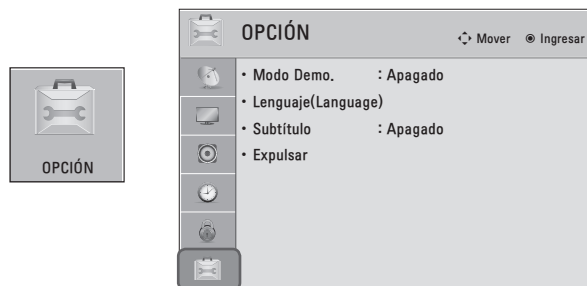 OPCIÓN
OPCIÓN Mover Ingresar
• Modo Demo. : Apagado
• Lenguaje(Language)
• Subtítulo : Apagado
• Expulsar